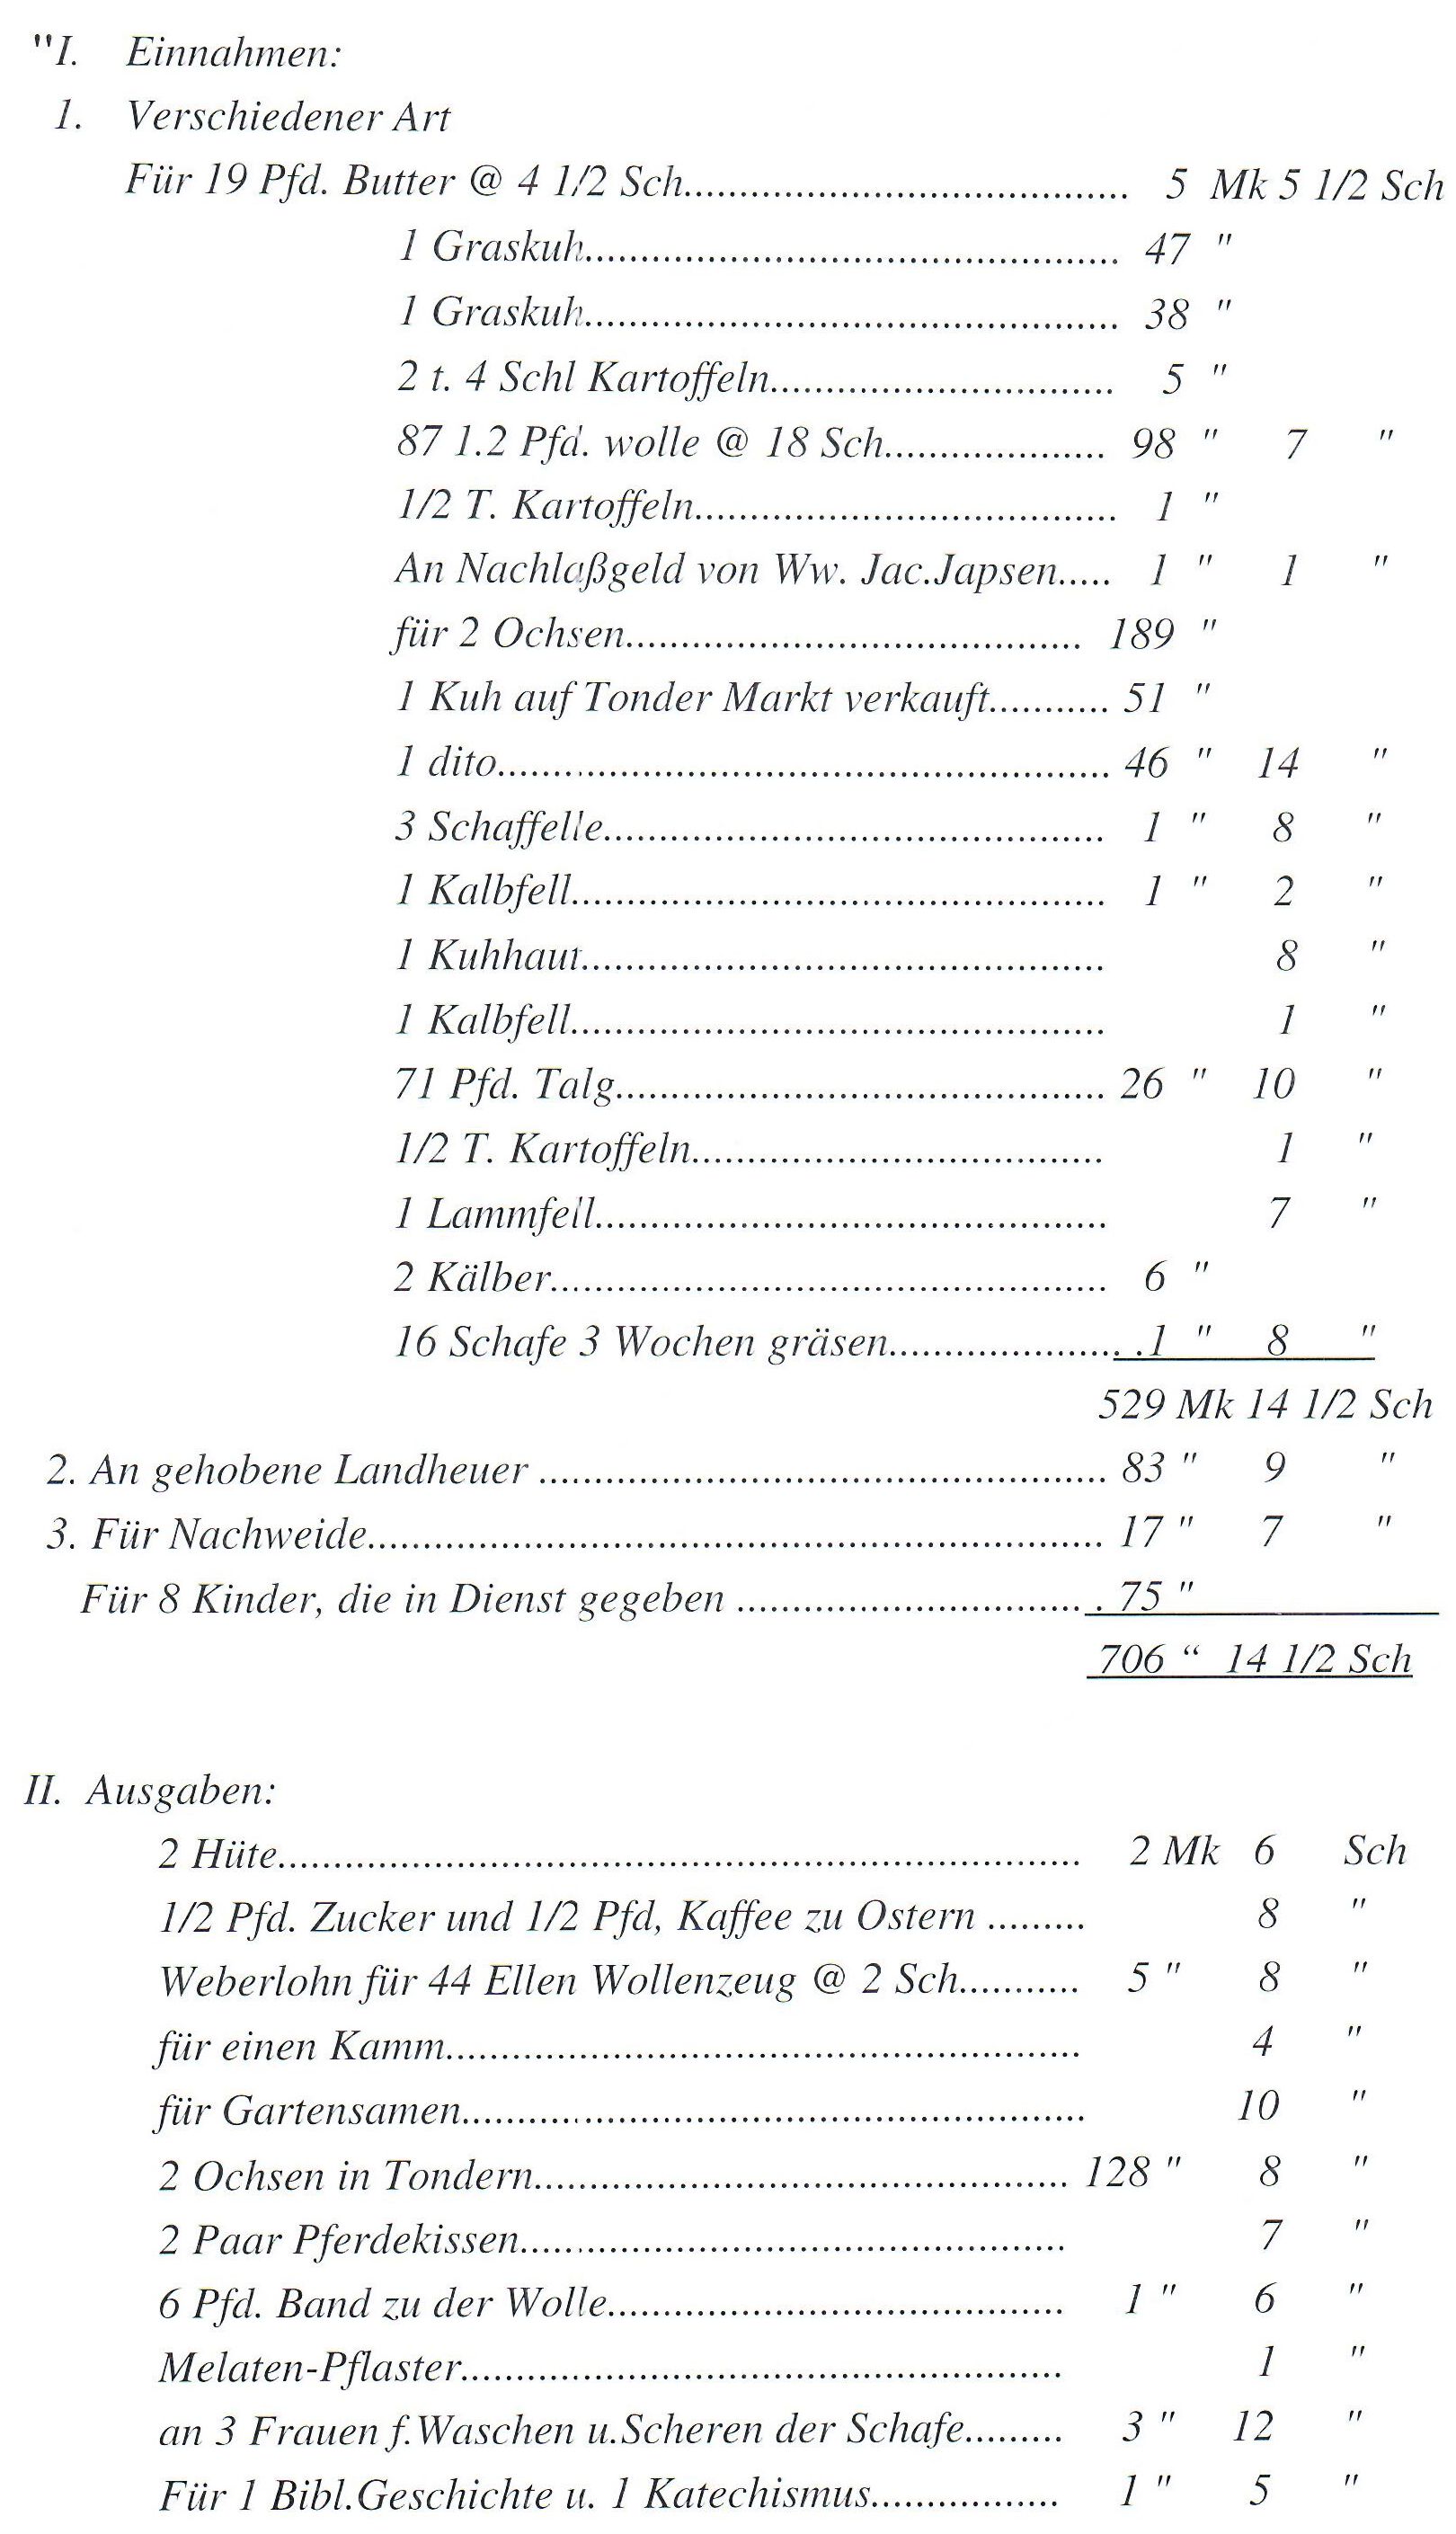 "I. Einnahmen:
1. Verschiedener Art
Für 19 Pfd. Butter @ 4 1/2 Sch........................................ 5 Mk 5 1/2 Sch
1 Graskuh................................................ 47 "
1 Graskuh................................................ 38 "
2 t. 4 Schl Kartoffeln............................... 5 "
87 1.2 Pfd. wolle @ 18 Sch.................... 98 " 7 "
1/2 T. Kartoffeln...................................... 1 "
An Nachlaßgeld von Ww. Jac.Japsen..... 1 " 1 "
für 2 Ochsen......................................... 189 "
1 Kuh auf Tonder Markt verkauft........... 51 "
1 dito....................................................... 46 " 14 "
3 Schaffelle............................................. 1 " 8 "
1 Kalbfell................................................ 1 " 2 "
1 Kuhhaut............................................... 8 "
1 Kalbfell................................................ 1 "
71 Pfd. Talg............................................ 26 " 10 "
1/2 T. Kartoffeln..................................... 1 "
1 Lammfell.............................................. 7 "
2 Kälber.................................................. 6 "
16 Schafe 3 Wochen gräsen..................... .1 " 8 "
529 Mk 14 1/2 Sch
2. An gehobene Landheuer ................................................... 83 " 9 "
3. Für Nachweide.................................................................. 17 " 7 "
Für 8 Kinder, die in Dienst gegeben ................................ . 75 "
706 “ 14 1/2 Sch
II. Ausgaben:
2 Hüte........................................................................ 2 Mk 6 Sch
1/2 Pfd. Zucker und 1/2 Pfd, Kaffee zu Ostern ......... 8 "
Weberlohn für 44 Ellen Wollenzeug @ 2 Sch........... 5 " 8 "
für einen Kamm......................................................... 4 "
für Gartensamen........................................................ 10 "
2 Ochsen in Tondern................................................ 128 " 8 "
2 Paar Pferdekissen................................................. 7 "
6 Pfd. Band zu der Wolle......................................... 1 " 6 "
Melaten-Pflaster...................................................... 1 "
an 3 Frauen f.Waschen u.Scheren der Schafe......... 3 " 12 "
Für 1 Bibl.Geschichte u. 1 Katechismus................. 1 " 5 "